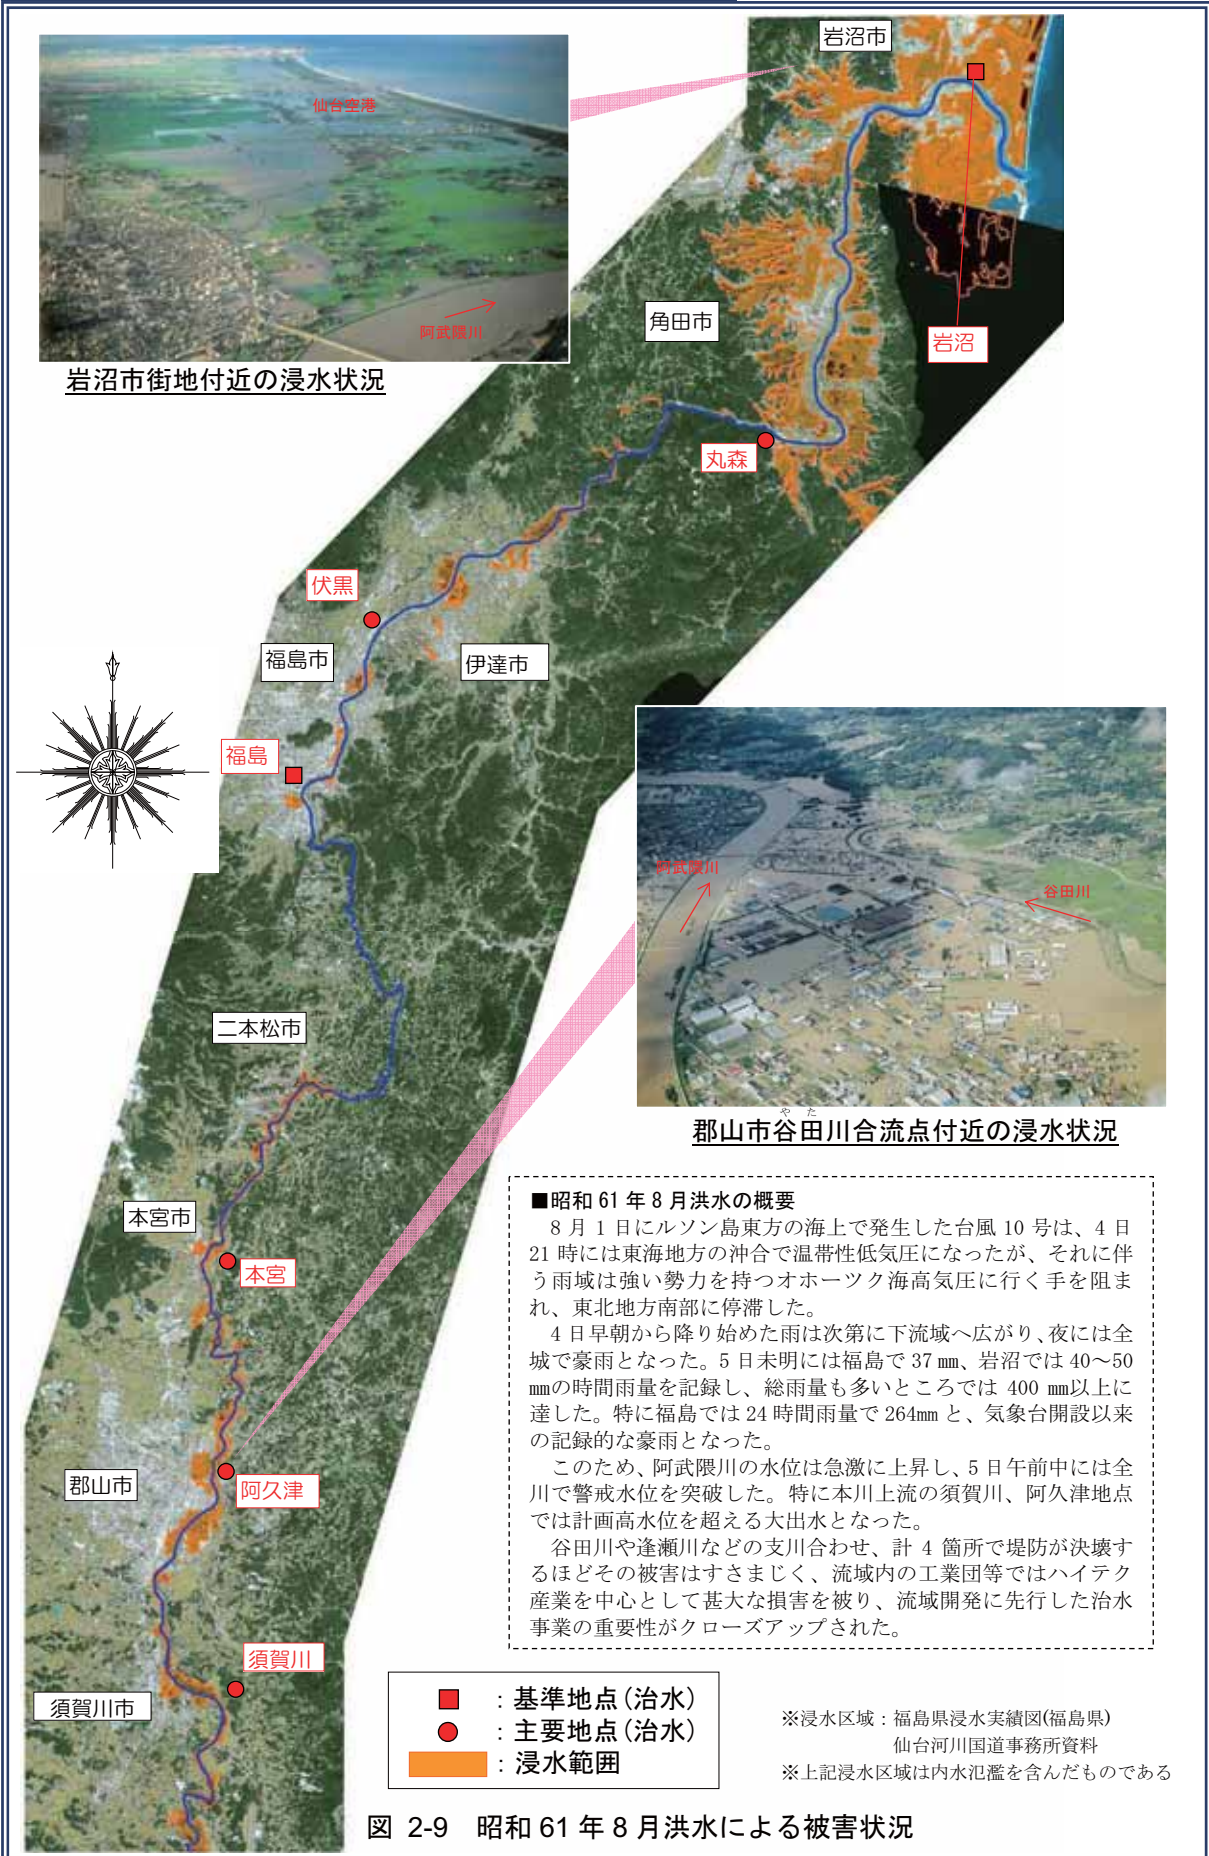 岩沼市
仙台空港
阿武隈川
岩沼市街地付近の浸水状況
角田市
岩沼
丸森
伏黒
福島市
伊達市
福島
阿武隈川
谷田川
二本松市
やた
郡山市谷田川合流点付近の浸水状況
本宮市
本宮
■昭和 61 年 8 月洪水の概要
8 月 1 日にルソン島東方の海上で発生した台風 10 号は、4 日
21 時には東海地方の沖合で温帯性低気圧になったが、それに伴
う雨域は強い勢力を持つオホーツク海高気圧に行く手を阻ま
れ、東北地方南部に停滞した。
4 日早朝から降り始めた雨は次第に下流域へ広がり、夜には全
城で豪雨となった。5 日未明には福島で 37 ㎜、岩沼では 40～50
㎜の時間雨量を記録し、総雨量も多いところでは 400 ㎜以上に
達した。特に福島では 24 時間雨量で 264mm と、気象台開設以来
の記録的な豪雨となった。
このため、阿武隈川の水位は急激に上昇し、5 日午前中には全
川で警戒水位を突破した。特に本川上流の須賀川、阿久津地点
では計画高水位を超える大出水となった。
谷田川や逢瀬川などの支川合わせ、計 4 箇所で堤防が決壊す
るほどその被害はすさまじく、流域内の工業団等ではハイテク
産業を中心として甚大な損害を被り、流域開発に先行した治水
事業の重要性がクローズアップされた。
郡山市
阿久津
須賀川
須賀川市
：基準地点(治水)
：主要地点(治水)
：浸水範囲
※浸水区域：福島県浸水実績図(福島県)
仙台河川国道事務所資料
※上記浸水区域は内水氾濫を含んだものである
図 2-9 昭和 61 年 8 月洪水による被害状況